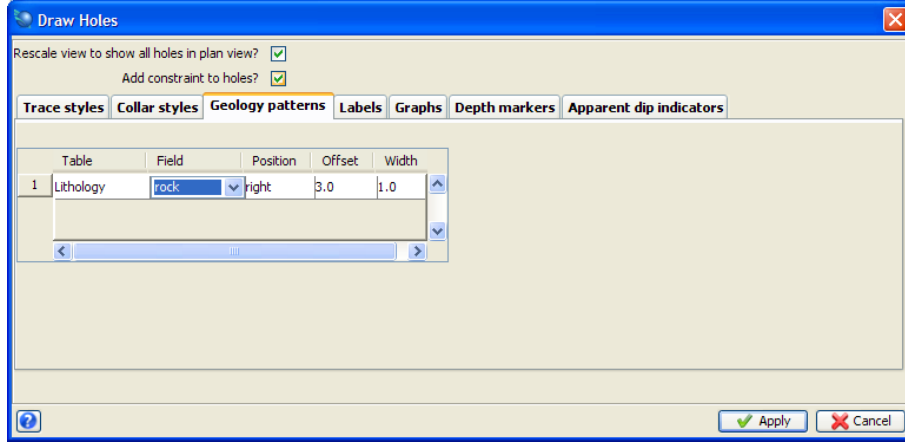 Draw Holes
Rescale view to show all holes in plan view?
Add constraint to holes?
Trace styles Collar styles Geology patterns Labels Graphs Depth markers Apparent dip indicators
Table Field Position Offset Width
1 Lithology rock right 3.0 1.0
? Apply Cancel